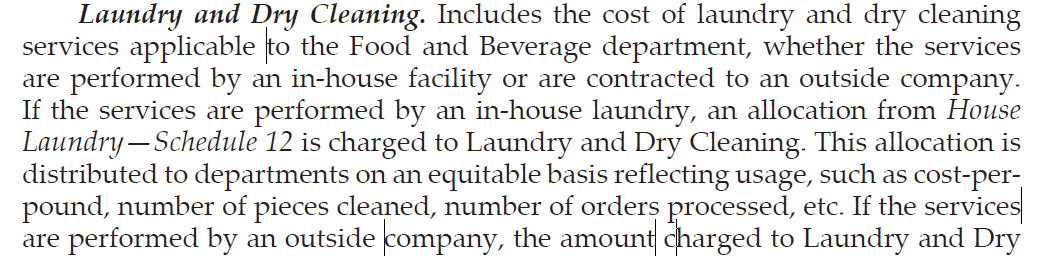 Laundry and Dry Cleaning. Includes the cost of laundry and dry cleaning
services applicable to the Food and Beverage department, whether the services
are performed by an in-house facility or are contracted to an outside company.
If the services are performed by an in-house laundry, an allocation from House
Laundry—Schedule 12 is charged to Laundry and Dry Cleaning. This allocation is
distributed to departments on an equitable basis reflecting usage, such as cost-per-
pound, number of pieces cleaned, number of orders processed, etc. If the services
are performed by an outside company, the amount charged to Laundry and Dry